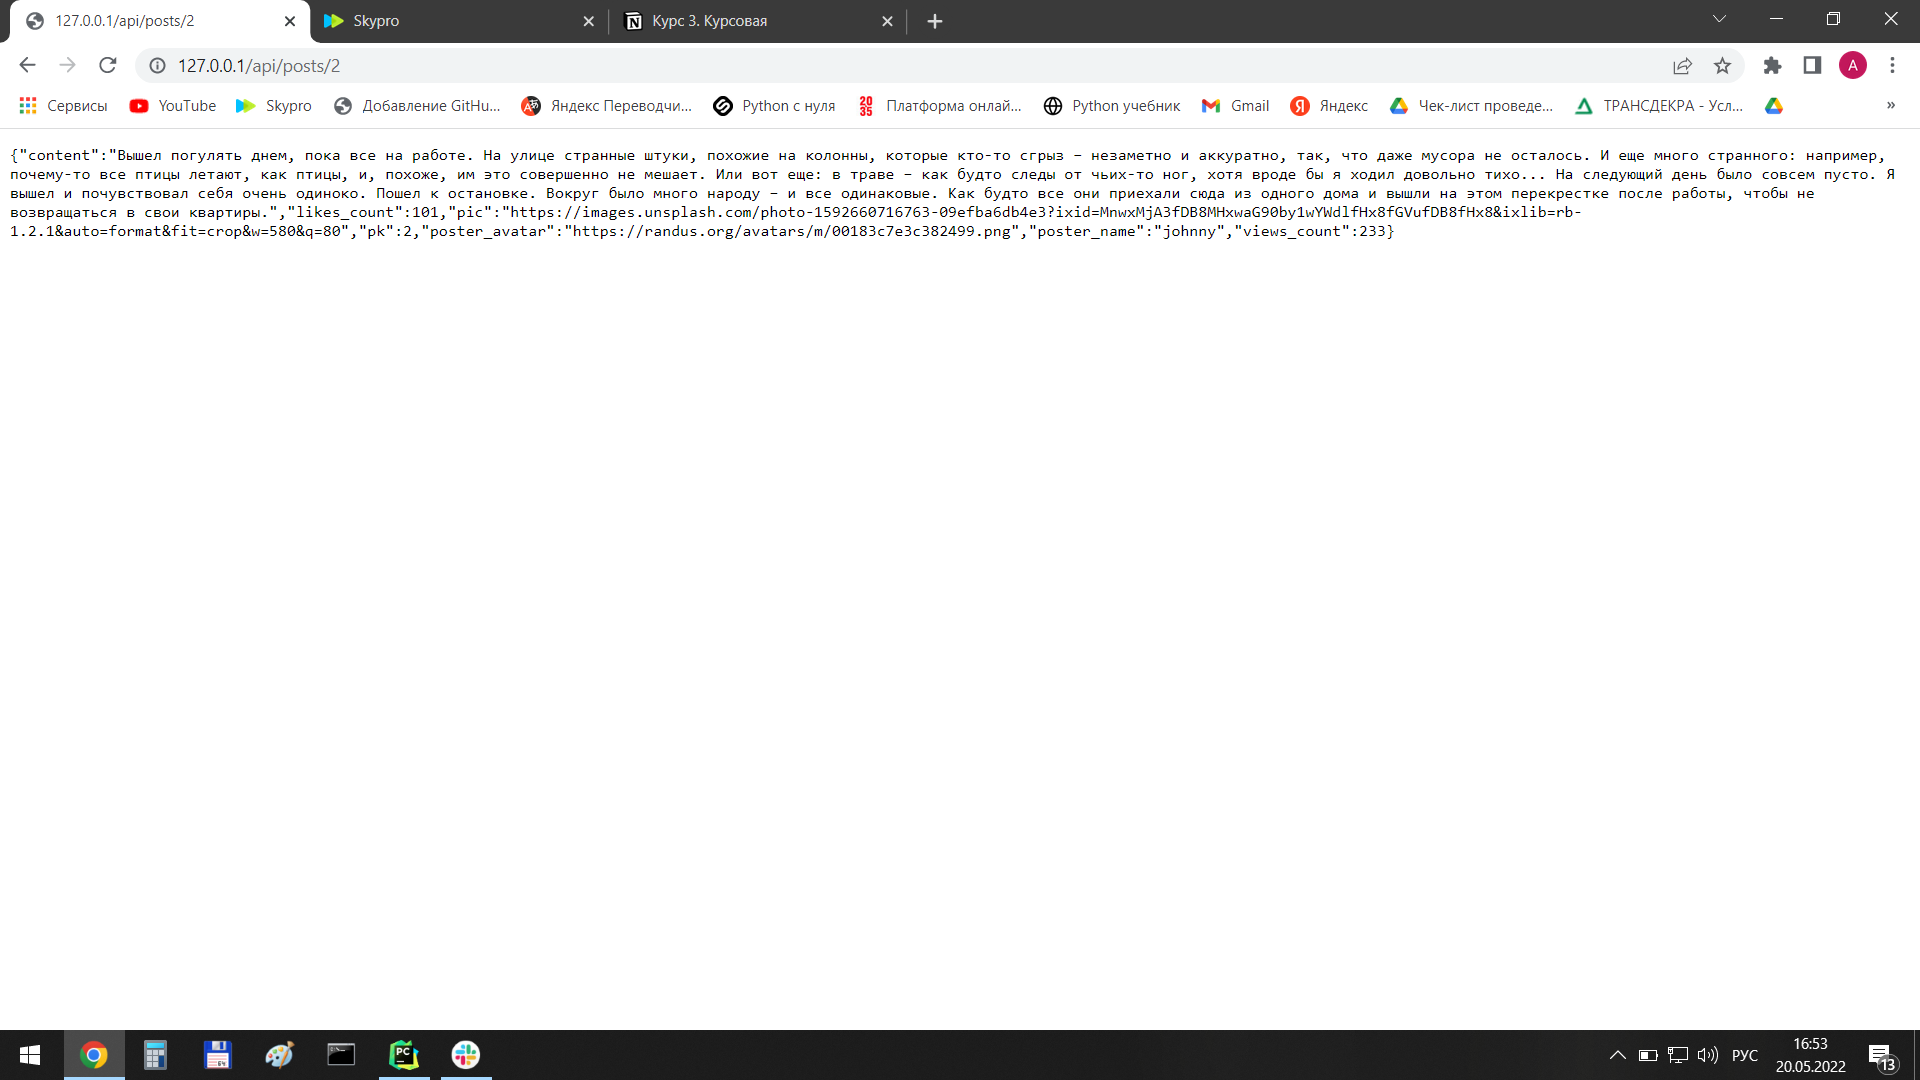 127.0.0.1/api/posts/2
Skypro
Курс 3. Курсовая
127.0.0.1/api/posts/2
A
Сервисы
YouTube
Skypro
Добавление GitHu...
Яндекс Переводчи...
Python с нуля
20
35
Платформа онлай...
Python учебник
Gmail
Я
Яндекс
Чек-лист проведе...
ТРАНСДЕКРА - Усл...
»
{"content":"Вышел погулять днем, пока все на работе. На улице странные штуки, похожие на колонны, которые кто-то сгрыз – незаметно и аккуратно, так, что даже мусора не осталось. И еще много странного: например,
почему-то все птицы летают, как птицы, и, похоже, им это совершенно не мешает. Или вот еще: в траве – как будто следы от чьих-то ног, хотя вроде бы я ходил довольно тихо... На следующий день было совсем пусто. Я
вышел и почувствовал себя очень одиноко. Пошел к остановке. Вокруг было много народу – и все одинаковые. Как будто все они приехали сюда из одного дома и вышли на этом перекрестке после работы, чтобы не
возвращаться в свои квартиры.","likes_count":101,"pic":"https://images.unsplash.com/photo-1592660716763-09efba6db4e3?ixid=MnwxMjA3fDB8MHxwaG90by1wYWdlfHx8fGVufDB8fHx8&ixlib=rb-
1.2.1&auto=format&fit=crop&w=580&q=80","pk":2,"poster_avatar":"https://randus.org/avatars/m/00183c7e3c382499.png","poster_name":"johnny","views_count":233}
PC
РУС
16:53
20.05.2022
13